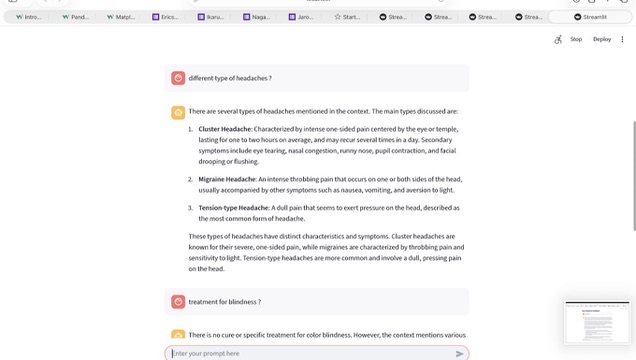 Intro...
Pand...
Matpl...
Erics...
Ikaru...
Naga...
Jaro...
Start...
Strea...
Strea...
Strea...
Strea...
Streamlit
Stop
Deploy
different type of headaches ?
There are several types of headaches mentioned in the context. The main types discussed are:
1. Cluster Headache: Characterized by intense one-sided pain centered by the eye or temple,
lasting for one to two hours on average, and may recur several times in a day. Secondary
symptoms include eye tearing, nasal congestion, runny nose, pupil contraction, and facial
drooping or flushing.
2. Migraine Headache: An intense throbbing pain that occurs on one or both sides of the head,
usually accompanied by other symptoms such as nausea, vomiting, and aversion to light.
3. Tension-type Headache: A dull pain that seems to exert pressure on the head, described as
the most common form of headache.
These types of headaches have distinct characteristics and symptoms. Cluster headaches are
known for their severe, one-sided pain, while migraines are characterized by throbbing pain and
sensitivity to light. Tension-type headaches are more common and involve a dull, pressing pain
on the head.
treatment for blindness ?
There is no cure or specific treatment for color blindness. However, the context mentions various
Enter your prompt here